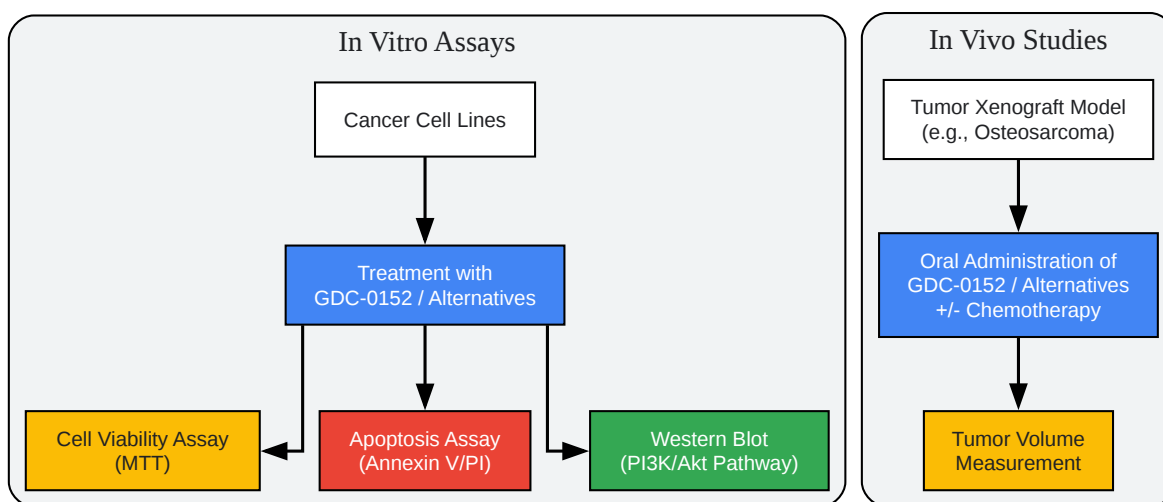 In Vitro Assays
Cancer Cell Lines
Treatment with
GDC-0152 / Alternatives
Cell Viability Assay
(MTT)
Apoptosis Assay
(Annexin V/PI)
Western Blot
(PI3K/Akt Pathway)
In Vivo Studies
Tumor Xenograft Model
(e.g., Osteosarcoma)
Oral Administration of
GDC-0152 / Alternatives
+/- Chemotherapy
Tumor Volume
Measurement